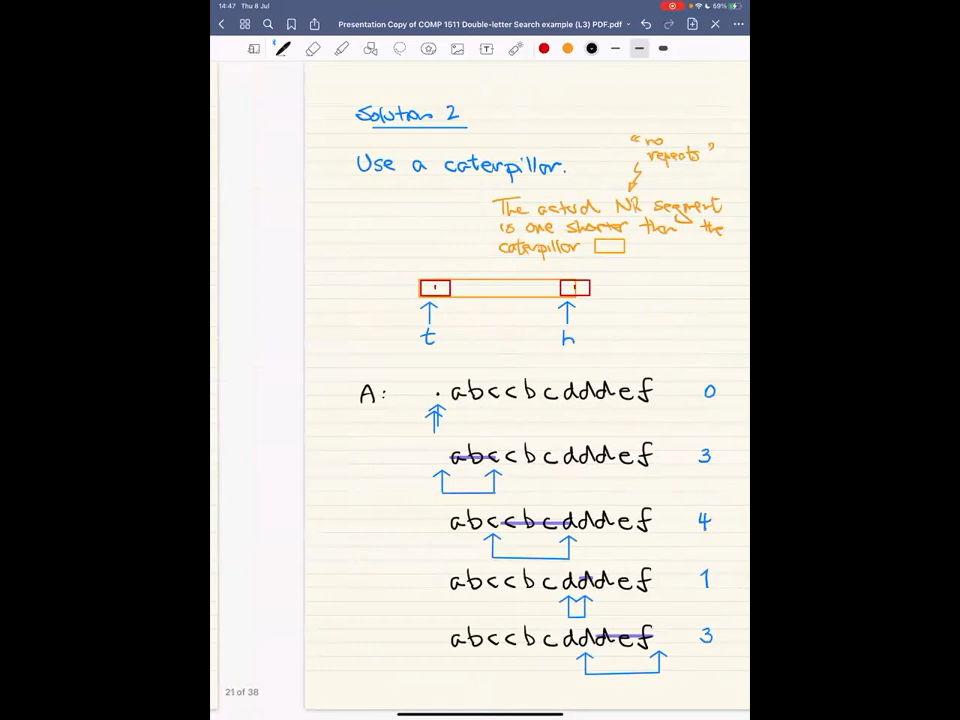 14:47 Thu 8 Jul
59%
Presentation Copy of COMP 1511 Double-letter Search example (L3) PDF.pdf
Solution 2
Use a caterpillar.
"no
repeats"
The actual NR segment
is one shorter than the
caterpillar
t h
A: . abccbcdddef 0
abccbcdddef 3
abccbcdddef 4
abccbcdddef 1
abccbcdddef 3
21 of 38